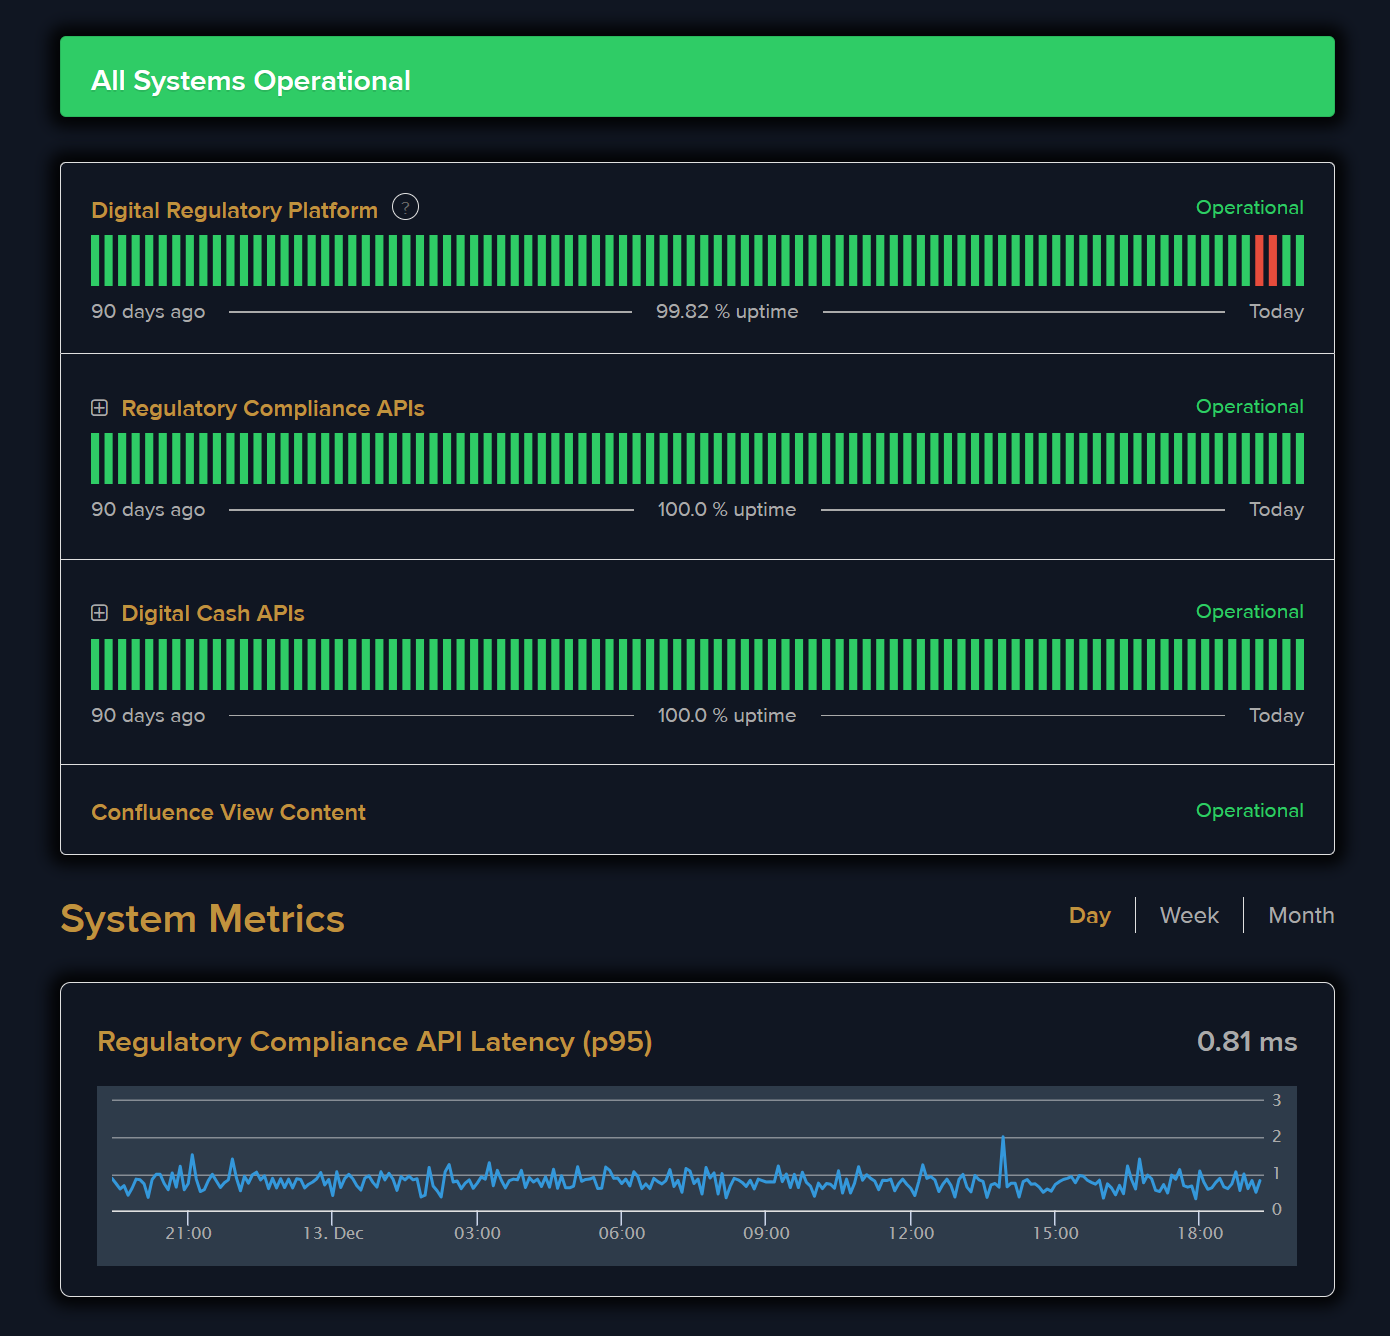 All Systems Operational
Digital Regulatory Platform ? Operational
90 days ago 99.82 % uptime Today
Regulatory Compliance APIs Operational
90 days ago 100.0 % uptime Today
Digital Cash APIs Operational
90 days ago 100.0 % uptime Today
Confluence View Content Operational
System Metrics Day Week Month
Regulatory Compliance API Latency (p95) 0.81 ms
3
2
1
0
21:00 13. Dec 03:00 06:00 09:00 12:00 15:00 18:00